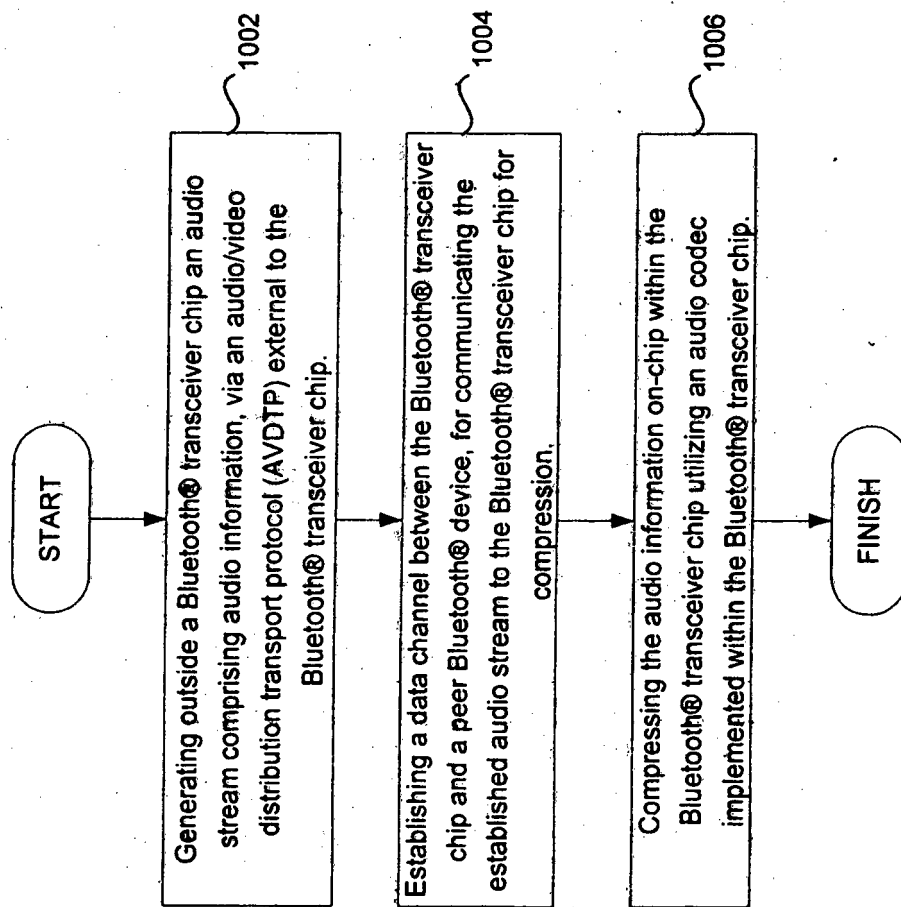 START
Generating outside a Bluetooth® transceiver chip an audio
stream comprising audio information, via an audio/video
distribution transport protocol (AVDTP) external to the
Bluetooth® transceiver chip.
1002
Establishing a data channel between the Bluetooth® transceiver
chip and a peer Bluetooth® device, for communicating the
established audio stream to the Bluetooth® transceiver chip for
compression.
1004
Compressing the audio information on-chip within the
Bluetooth® transceiver chip utilizing an audio codec
implemented within the Bluetooth® transceiver chip.
1006
FINISH